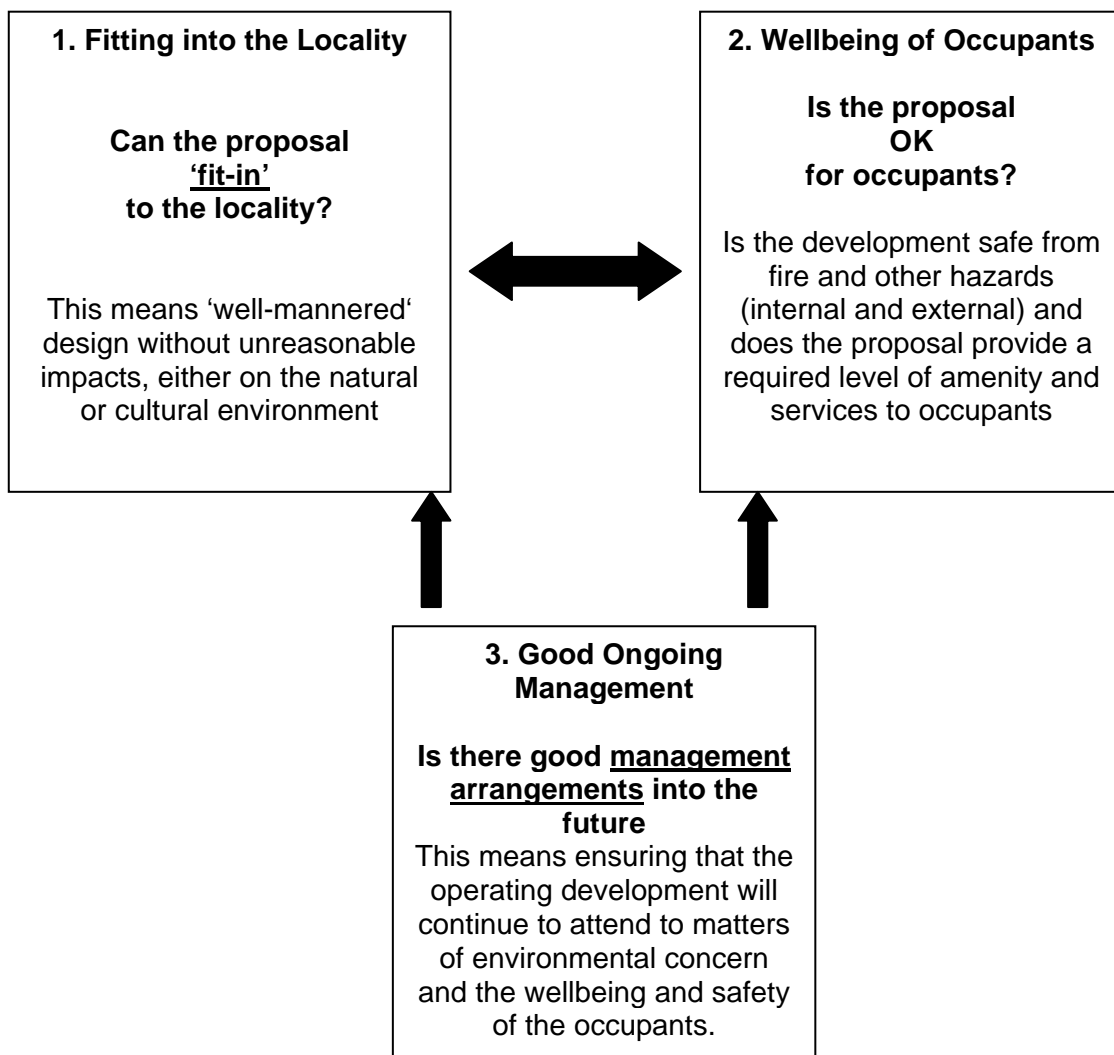 1. Fitting into the Locality
Can the proposal
‘fit-in’
to the locality?
This means ‘well-mannered‘
design without unreasonable
impacts, either on the natural
or cultural environment
2. Wellbeing of Occupants
Is the proposal
OK
for occupants?
Is the development safe from
fire and other hazards
(internal and external) and
does the proposal provide a
required level of amenity and
services to occupants
3. Good Ongoing
Management
Is there good management
arrangements into the
future
This means ensuring that the
operating development will
continue to attend to matters
of environmental concern
and the wellbeing and safety
of the occupants.